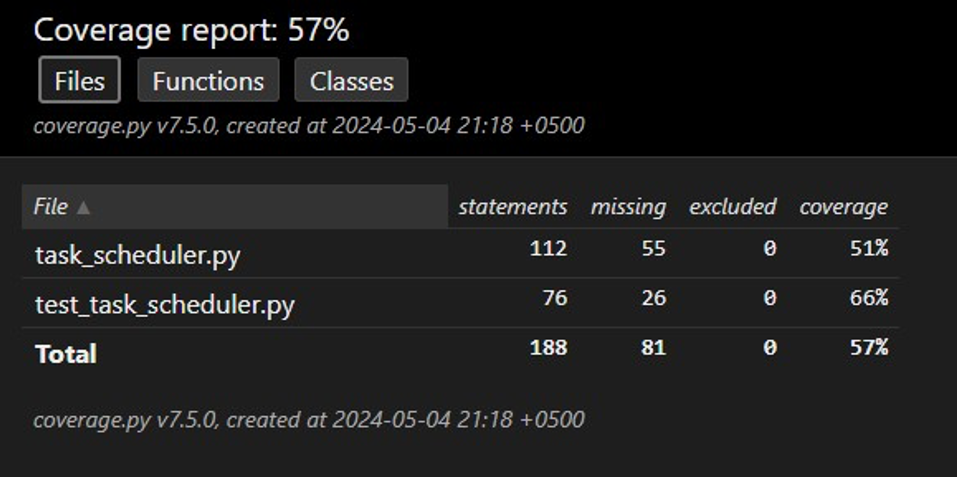 Coverage report: 57%
Files Functions Classes
coverage.py v7.5.0, created at 2024-05-04 21:18 +0500
File ▲ statements missing excluded coverage
task_scheduler.py 112 55 0 51%
test_task_scheduler.py 76 26 0 66%
Total 188 81 0 57%
coverage.py v7.5.0, created at 2024-05-04 21:18 +0500